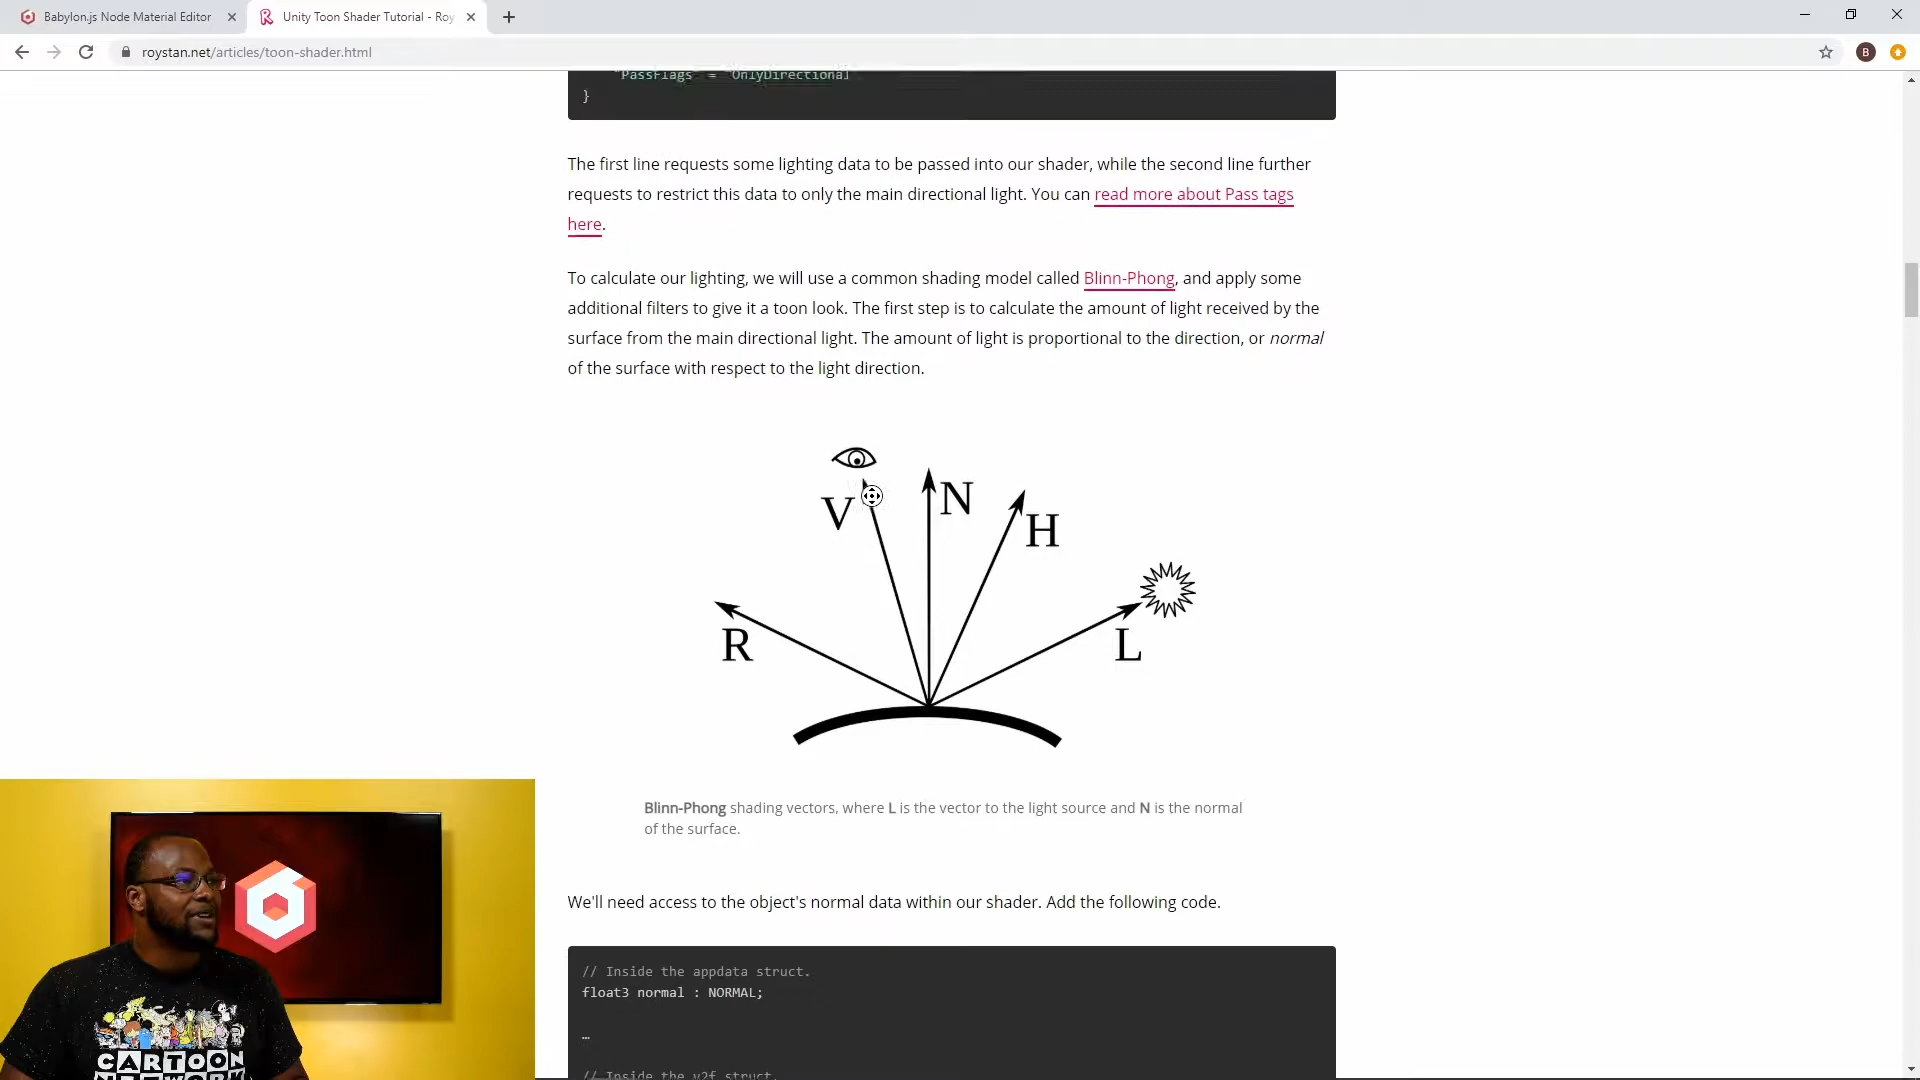 Babylon.js Node Material Editor
Unity Toon Shader Tutorial - Roy
roystan.net/articles/toon-shader.html
B
"PassFlags" = "OnlyDirectional"
}
The first line requests some lighting data to be passed into our shader, while the second line further
requests to restrict this data to only the main directional light. You can read more about Pass tags
here.
To calculate our lighting, we will use a common shading model called Blinn-Phong, and apply some
additional filters to give it a toon look. The first step is to calculate the amount of light received by the
surface from the main directional light. The amount of light is proportional to the direction, or normal
of the surface with respect to the light direction.
V
N
H
R
L
Blinn-Phong shading vectors, where L is the vector to the light source and N is the normal
of the surface.
We'll need access to the object's normal data within our shader. Add the following code.
// Inside the appdata struct.
float3 normal : NORMAL;
…
// Inside the v2f struct.
CARTOON
NETWORK